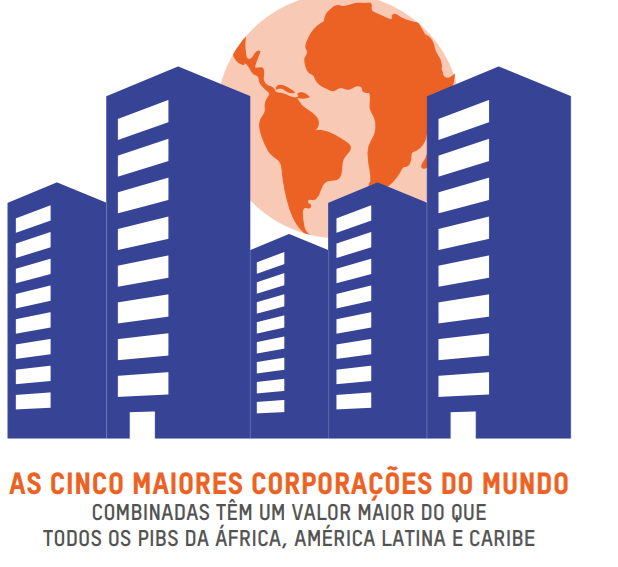 AS CINCO MAIORES CORPORAÇÕES DO MUNDO
COMBINADAS TÊM UM VALOR MAIOR DO QUE
TODOS OS PIBS DA ÁFRICA, AMÉRICA LATINA E CARIBE